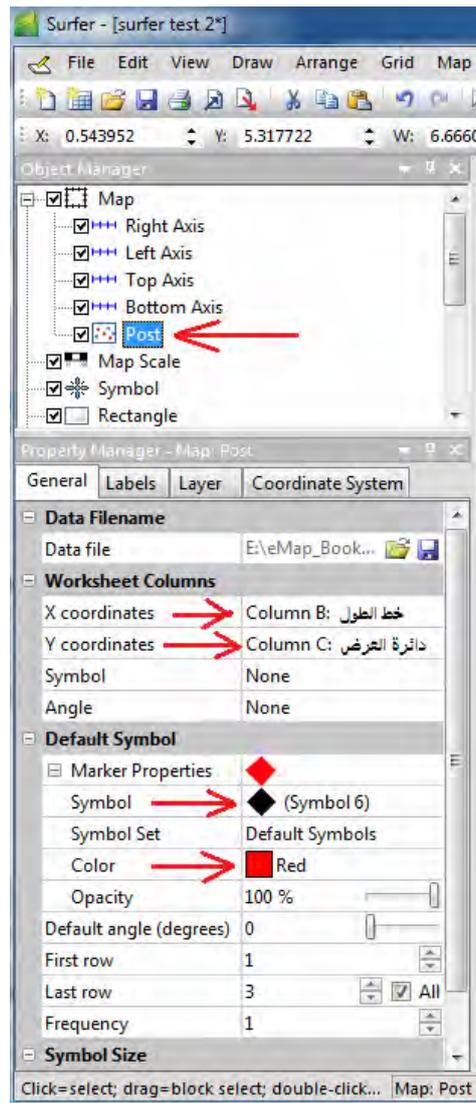 Surfer - [surfer test 2*]
File Edit View Draw Arrange Grid Map
X: 0.543952 Y: 5.317722 W: 6.6660
Object Manager
Map
Right Axis
Left Axis
Top Axis
Bottom Axis
Post
Map Scale
Symbol
Rectangle
Property Manager - Map: Post
General Labels Layer Coordinate System
Data Filename
Data file E:\eMap_Book...
Worksheet Columns
X coordinates Column B: خط الطول
Y coordinates Column C: دائرة العرض
Symbol None
Angle None
Default Symbol
Marker Properties
Symbol (Symbol 6)
Symbol Set Default Symbols
Color Red
Opacity 100 %
Default angle (degrees) 0
First row 1
Last row 3 All
Frequency 1
Symbol Size
Click=select; drag=block select; double-click... Map: Post